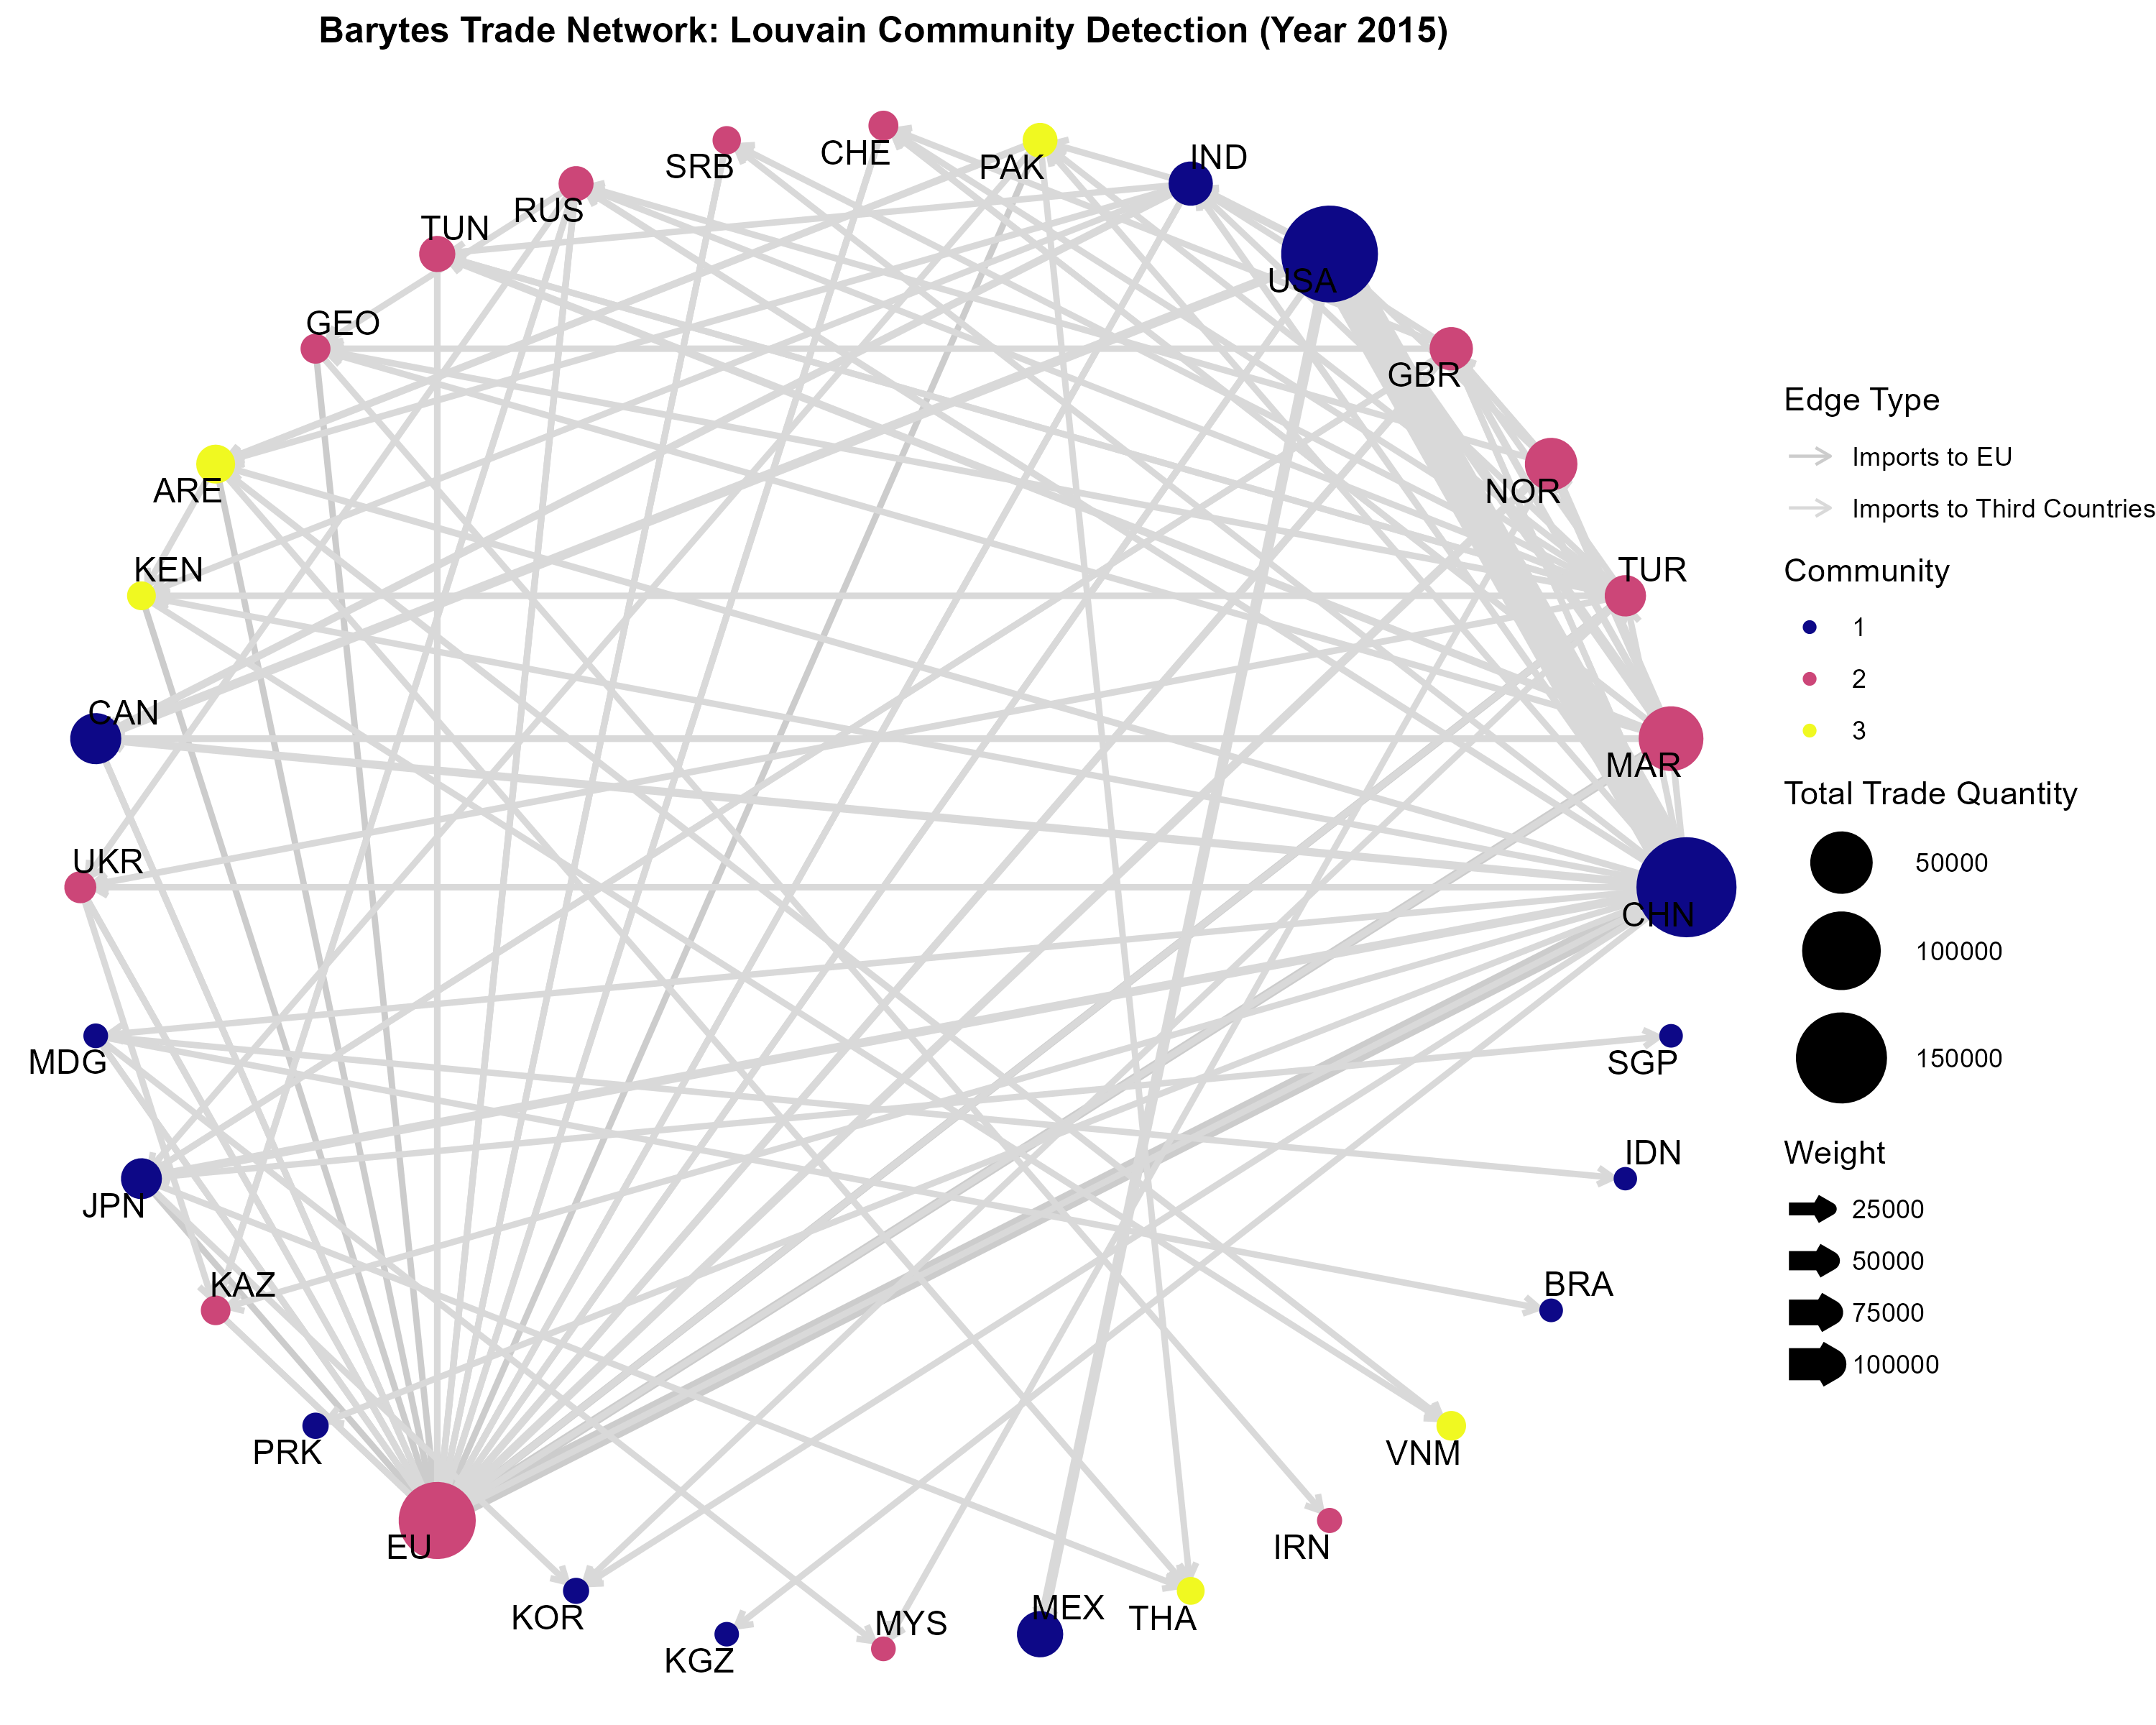 Barytes Trade Network: Louvain Community Detection (Year 2015)
CHE
SRB
PAK
IND
RUS
TUN
USA
GEO
GBR
ARE
NOR
KEN
TUR
CAN
MAR
UKR
CHN
MDG
SGP
JPN
IDN
KAZ
BRA
PRK
VNM
EU
IRN
KOR
MYS
MEX
THA
KGZ
Edge Type
Imports to EU
Imports to Third Countries
Community
1
2
3
Total Trade Quantity
50000
100000
150000
Weight
25000
50000
75000
100000